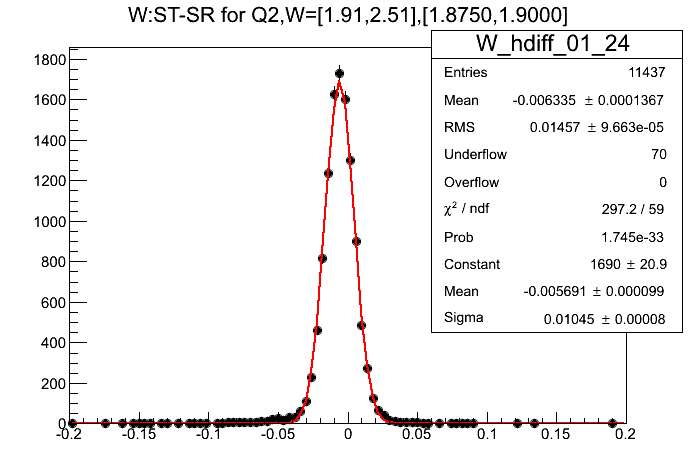 W:ST-SR for Q2,W=[1.91,2.51],[1.8750,1.9000]
W_hdiff_01_24
Entries 11437
Mean -0.006335 ± 0.0001367
RMS 0.01457 ± 9.663e-05
Underflow 70
Overflow 0
χ² / ndf 297.2 / 59
Prob 1.745e-33
Constant 1690 ± 20.9
Mean -0.005691 ± 0.000099
Sigma 0.01045 ± 0.00008
1800
1600
1400
1200
1000
800
600
400
200
0
-0.2 -0.15 -0.1 -0.05 0 0.05 0.1 0.15 0.2